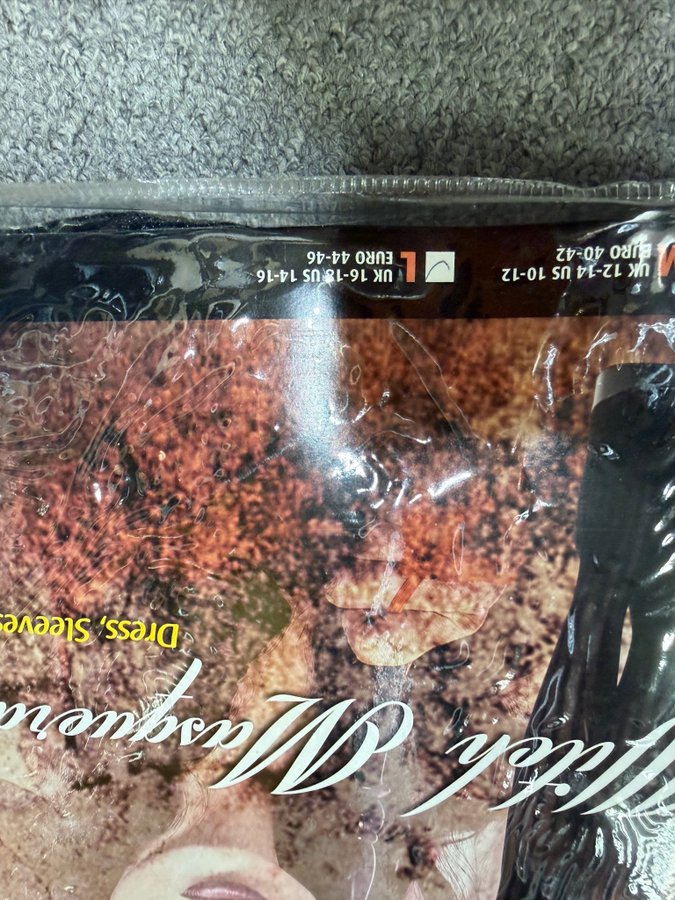 Witch Masquera
Dress, Sleeves
M UK 12-14 US 10-12
EURO 40-42
L UK 16-18 US 14-16
EURO 44-46